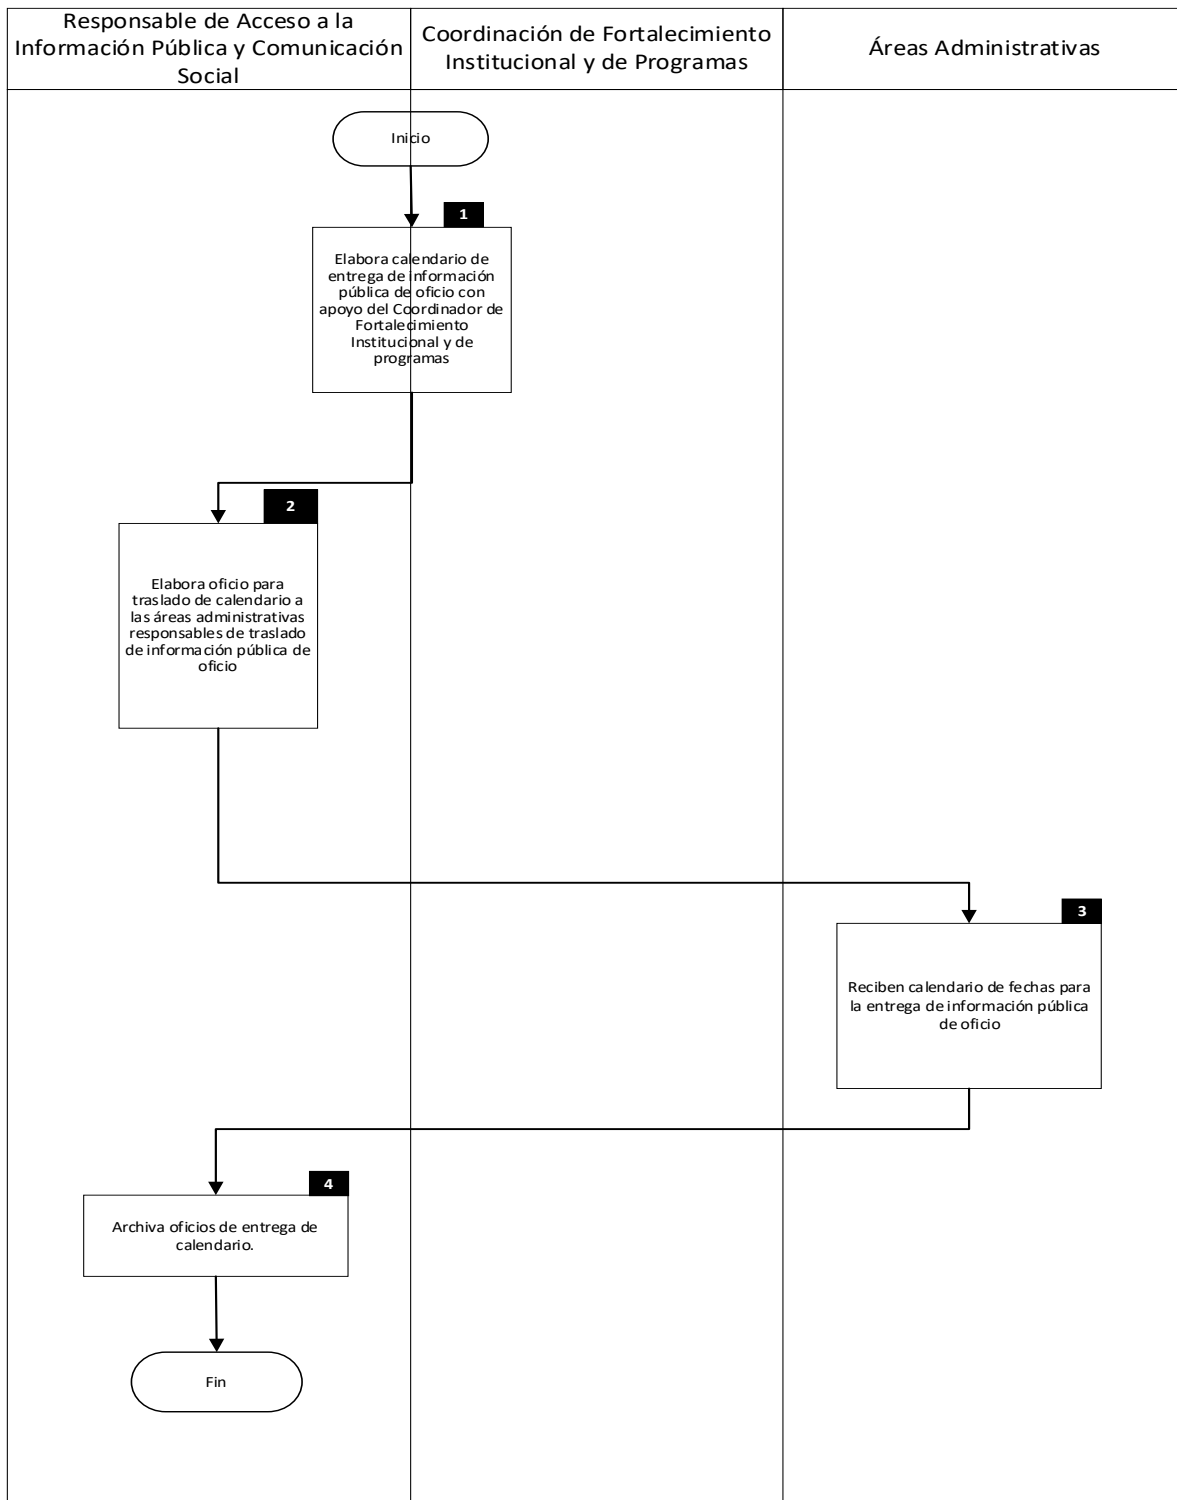 Responsable de Acceso a la
Información Pública y Comunicación
Social
Coordinación de Fortalecimiento
Institucional y de Programas
Áreas Administrativas
Inicio
1
Elabora calendario de
entrega de información
pública de oficio con
apoyo del Coordinador de
Fortalecimiento
Institucional y de
programas
2
Elabora oficio para
traslado de calendario a
las áreas administrativas
responsables de traslado
de información pública de
oficio
3
Reciben calendario de fechas para
la entrega de información pública
de oficio
4
Archiva oficios de entrega de
calendario.
Fin